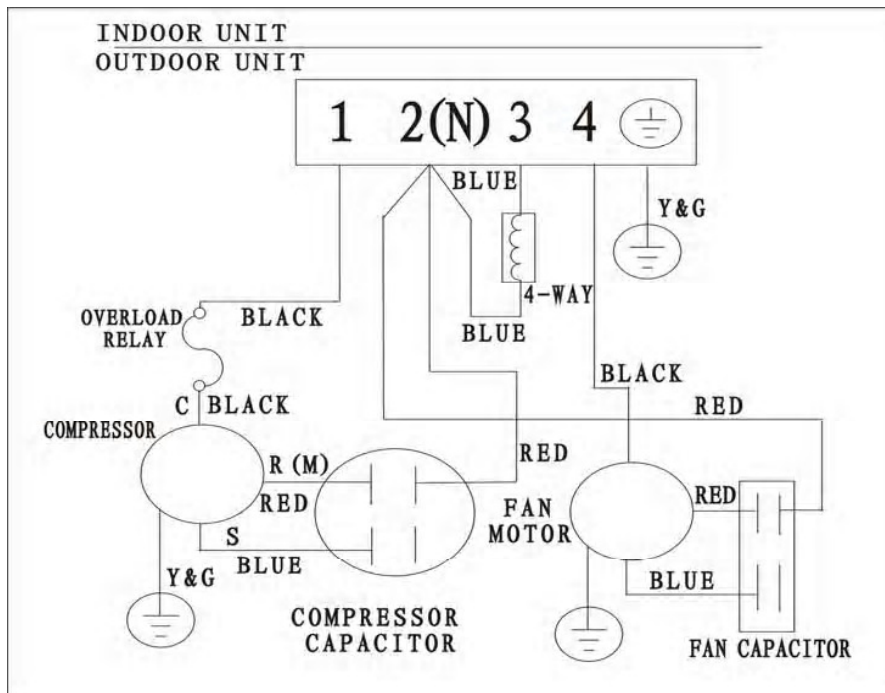 INDOOR UNIT
OUTDOOR UNIT
1 2(N) 3 4
BLUE
Y&G
4-WAY
OVERLOAD
RELAY
BLACK
BLUE
BLACK
C BLACK
RED
COMPRESSOR
R (M)
RED
RED
FAN
MOTOR
RED
S
BLUE
Y&G
BLUE
COMPRESSOR
CAPACITOR
FAN CAPACITOR